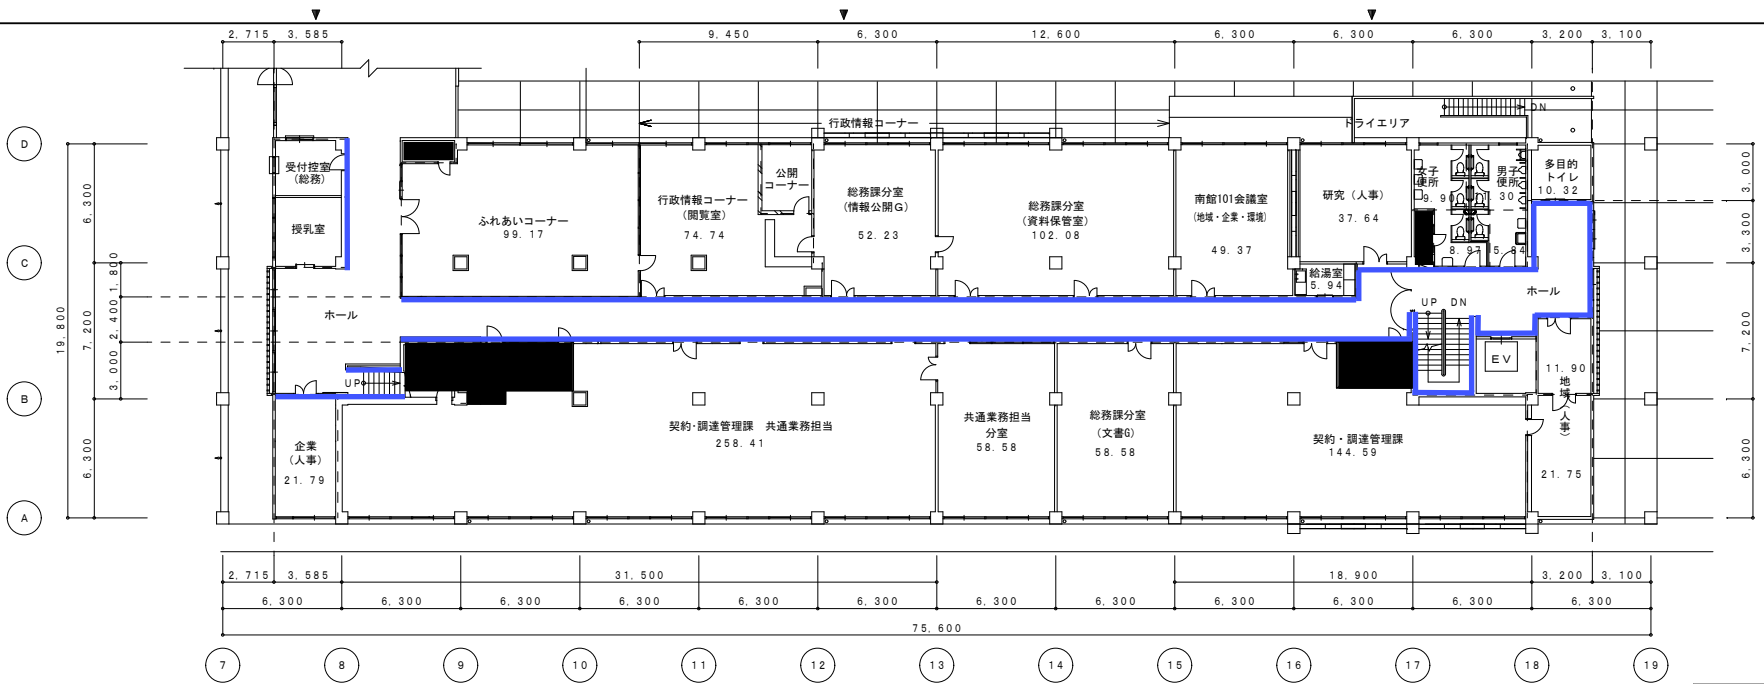 2,715
3,585
9,450
6,300
12,600
6,300
6,300
6,300
3,200
3,100
行政情報コーナー
ドライエリア
DN
D
C
B
A
19,800
6,300
7,200
6,300
1,800
2,400
3,000
受付控室
(総務)
授乳室
ホール
UP
企業
(人事)
21.79
ふれあいコーナー
99.17
行政情報コーナー
(閲覧室)
74.74
公開
コーナー
総務課分室
(情報公開G)
52.23
総務課分室
(資料保管室)
102.08
南館101会議室
(地域・企業・環境)
49.37
研究(人事)
37.64
給湯室
5.94
女子
便所
9.90
8.97
男子
便所
多目的
トイレ
10.32
ホール
UP DN
EV
11.90
地域(人事)
21.75
契約・調達管理課 共通業務担当
258.41
共通業務担当
分室
58.58
総務課分室
(文書G)
58.58
契約・調達管理課
144.59
3,000
3,300
7,200
6,300
2,715
3,585
31,500
18,900
3,200
3,100
6,300
6,300
6,300
6,300
6,300
6,300
6,300
6,300
6,300
6,300
6,300
6,300
75,600
7
8
9
10
11
12
13
14
15
16
17
18
19